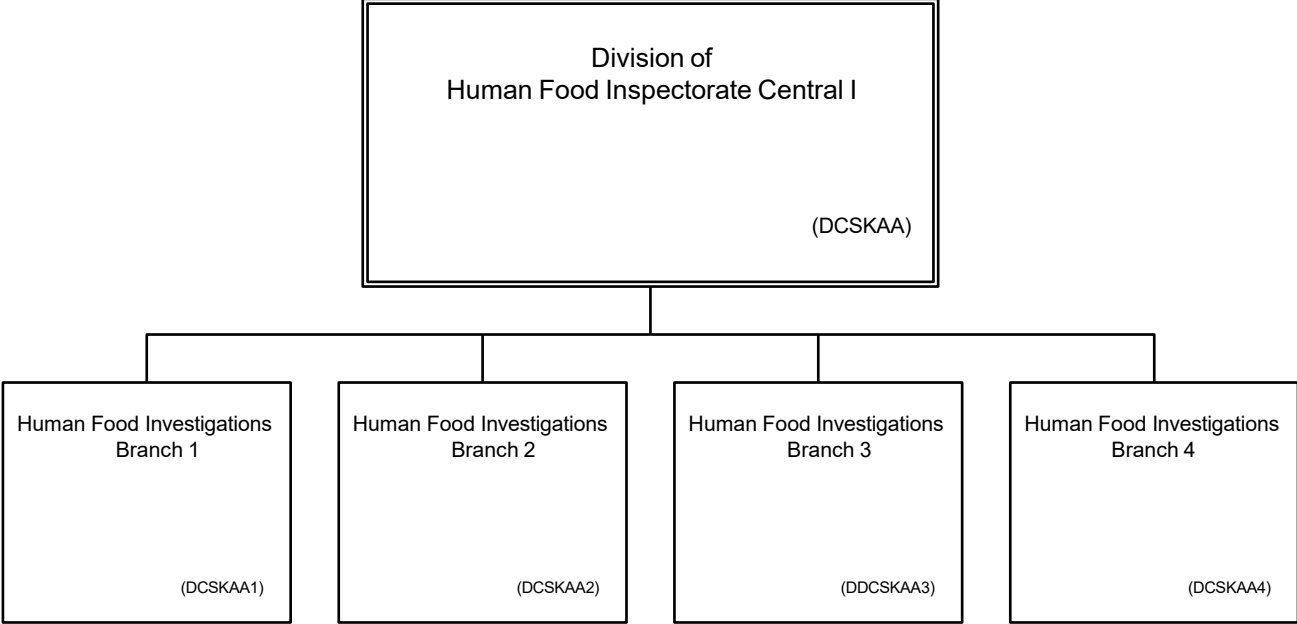 Division of
Human Food Inspectorate Central I
(DCSKAA)
Human Food Investigations
Branch 1
(DCSKAA1)
Human Food Investigations
Branch 2
(DCSKAA2)
Human Food Investigations
Branch 3
(DDCSKAA3)
Human Food Investigations
Branch 4
(DCSKAA4)